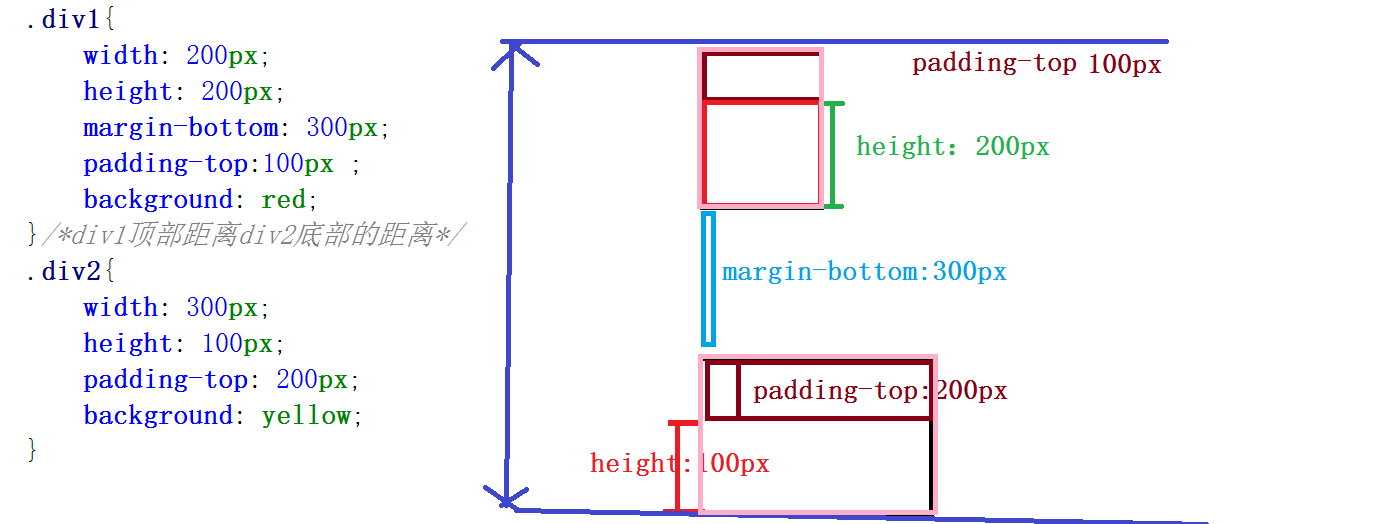 .div1{
width: 200px;
height: 200px;
margin-bottom: 300px;
padding-top:100px ;
background: red;
}/*div1顶部距离div2底部的距离*/
.div2{
width: 300px;
height: 100px;
padding-top: 200px;
background: yellow;
}
padding-top 100px
height: 200px
margin-bottom:300px
padding-top:200px
height:100px